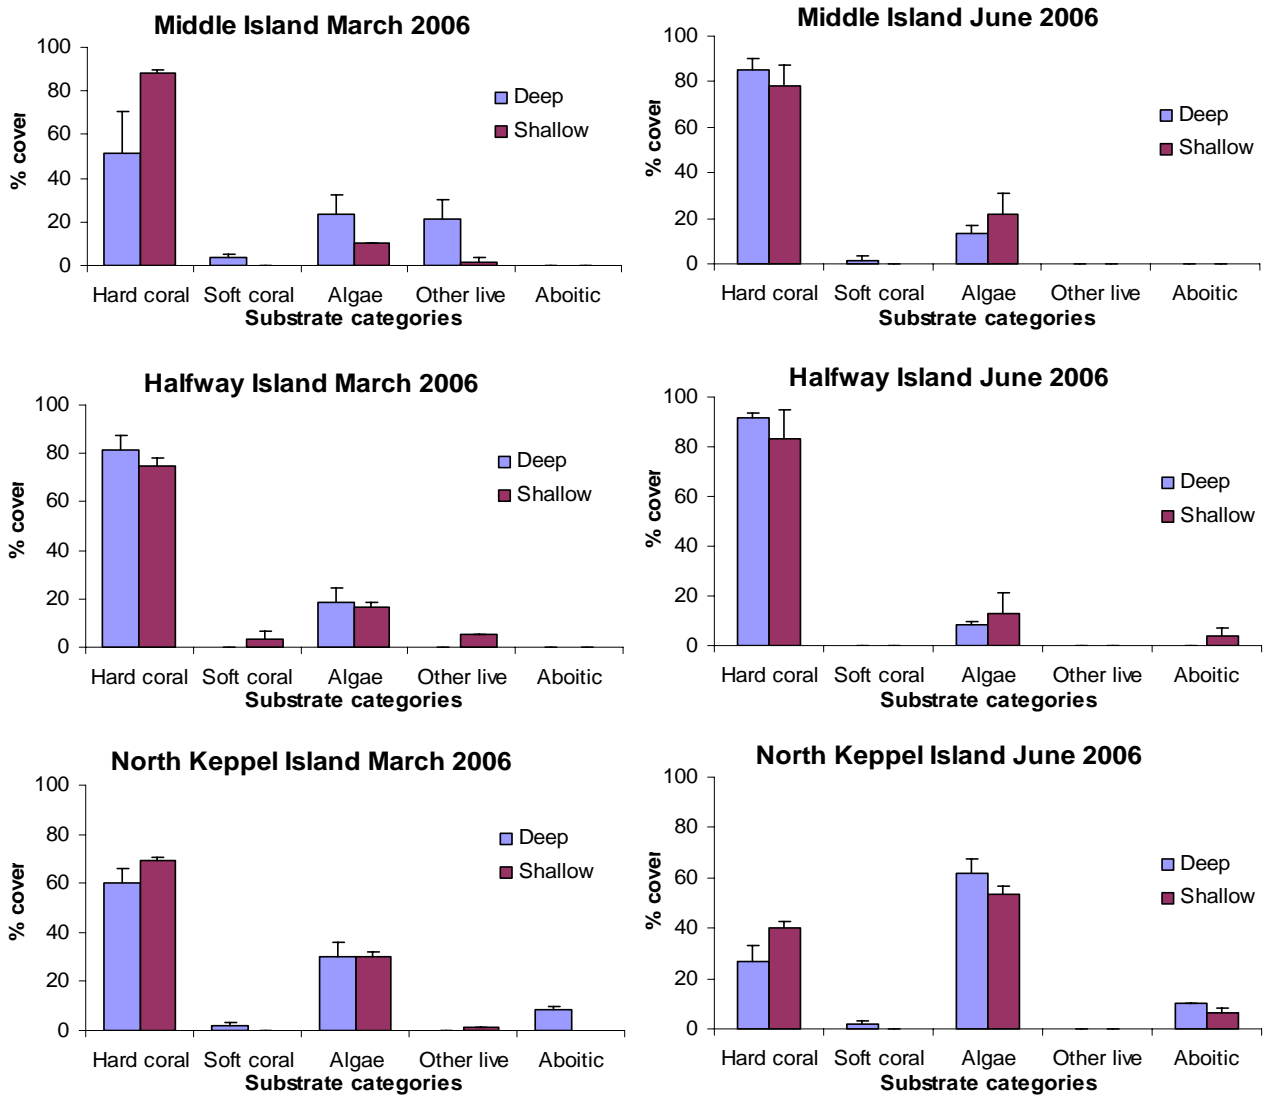 Middle Island March 2006
100
80
60
40
20
0
% cover
Deep
Shallow
Hard coral Soft coral Algae Other live Aboitic
Substrate categories
Middle Island June 2006
100
80
60
40
20
0
% cover
Deep
Shallow
Hard coral Soft coral Algae Other live Aboitic
Substrate categories
Halfway Island March 2006
100
80
60
40
20
0
% cover
Deep
Shallow
Hard coral Soft coral Algae Other live Aboitic
Substrate categories
Halfway Island June 2006
100
80
60
40
20
0
% cover
Deep
Shallow
Hard coral Soft coral Algae Other live Aboitic
Substrate categories
North Keppel Island March 2006
100
80
60
40
20
0
% cover
Deep
Shallow
Hard coral Soft coral Algae Other live Aboitic
Substrate categories
North Keppel Island June 2006
100
80
60
40
20
0
% cover
Deep
Shallow
Hard coral Soft coral Algae Other live Aboitic
Substrate categories